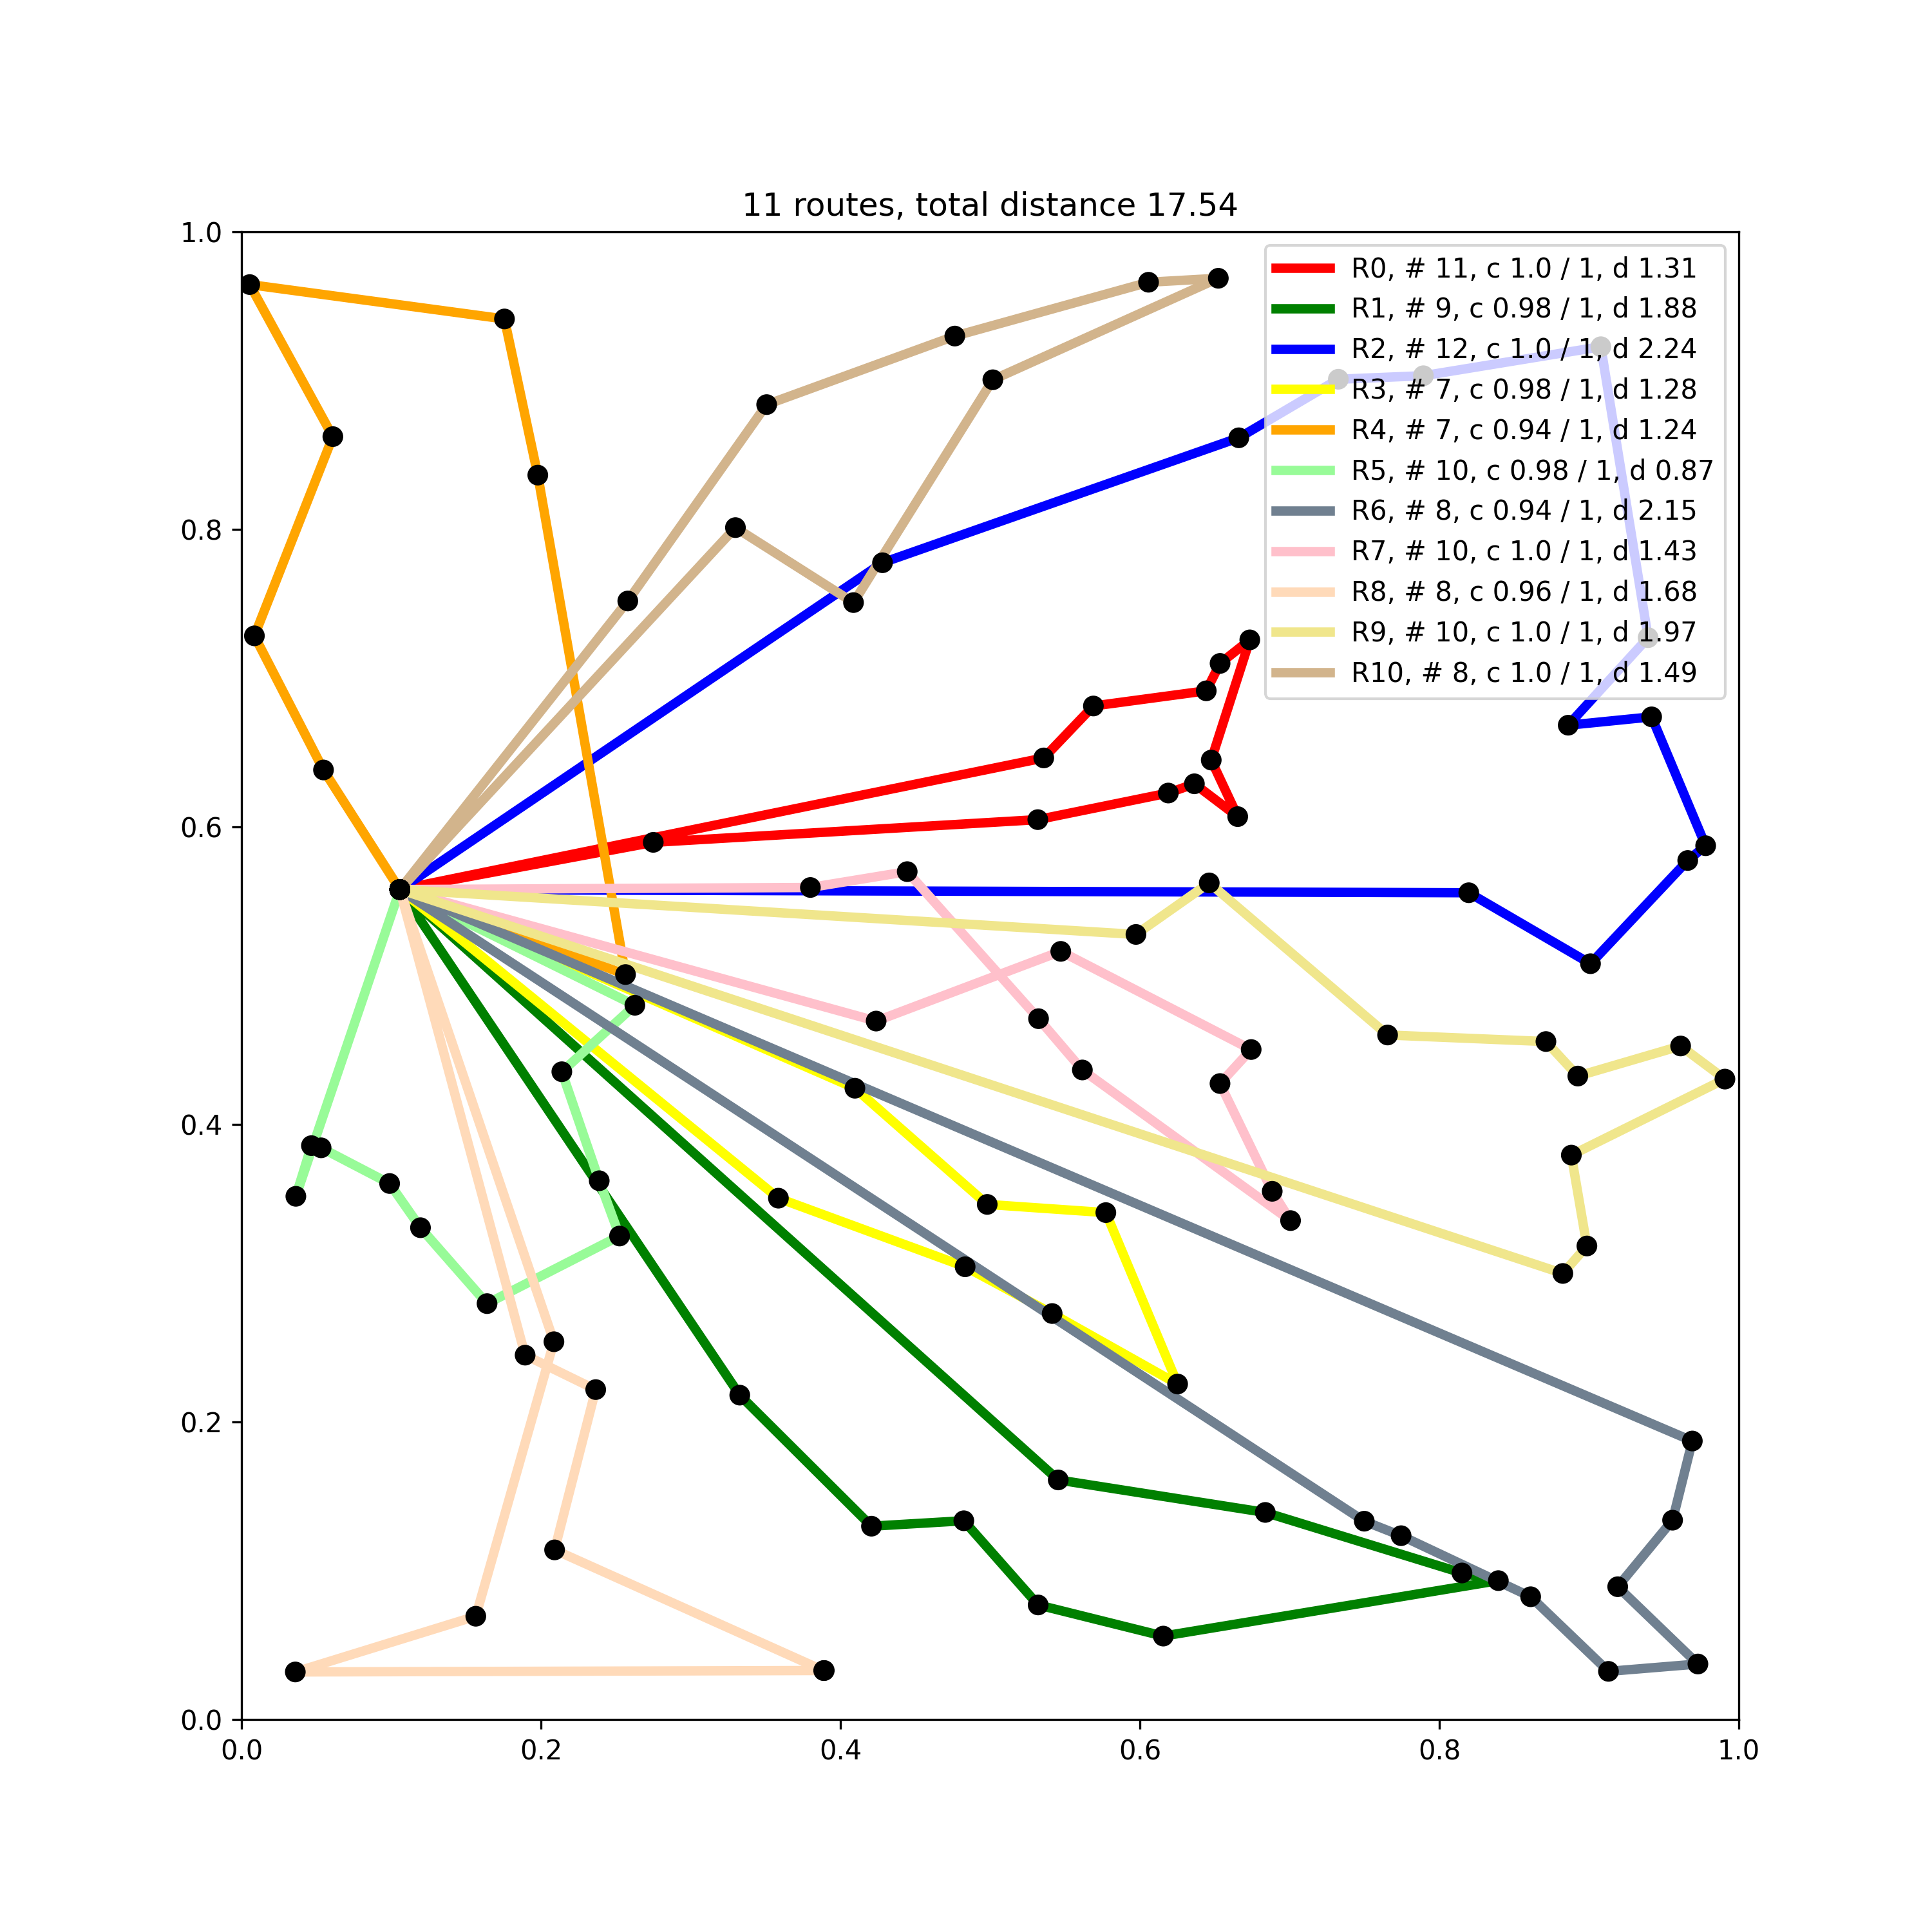 11 routes, total distance 17.54
1.0
0.8
0.6
0.4
0.2
0.0
0.0 0.2 0.4 0.6 0.8 1.0
R0, # 11, c 1.0 / 1, d 1.31
R1, # 9, c 0.98 / 1, d 1.88
R2, # 12, c 1.0 / 1, d 2.24
R3, # 7, c 0.98 / 1, d 1.28
R4, # 7, c 0.94 / 1, d 1.24
R5, # 10, c 0.98 / 1, d 0.87
R6, # 8, c 0.94 / 1, d 2.15
R7, # 10, c 1.0 / 1, d 1.43
R8, # 8, c 0.96 / 1, d 1.68
R9, # 10, c 1.0 / 1, d 1.97
R10, # 8, c 1.0 / 1, d 1.49